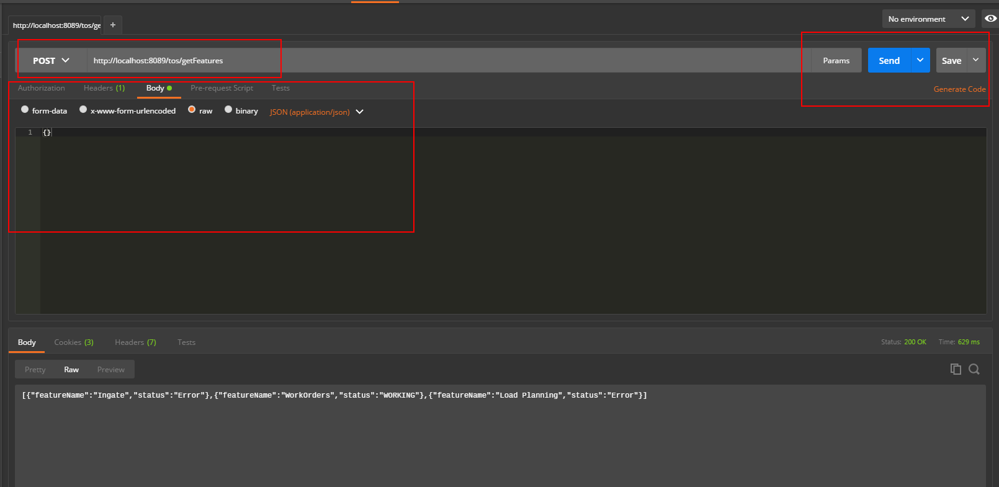 http://localhost:8089/tos/ge +
No environment
POST http://localhost:8089/tos/getFeatures Params Send Save
Authorization Headers (1) Body Pre-request Script Tests Generate Code
form-data x-www-form-urlencoded raw binary JSON (application/json)
1 {}
Body Cookies (3) Headers (7) Tests Status: 200 OK Time: 629 ms
Pretty Raw Preview
[{"featureName":"Ingate","status":"Error"},{"featureName":"WorkOrders","status":"WORKING"},{"featureName":"Load Planning","status":"Error"}]